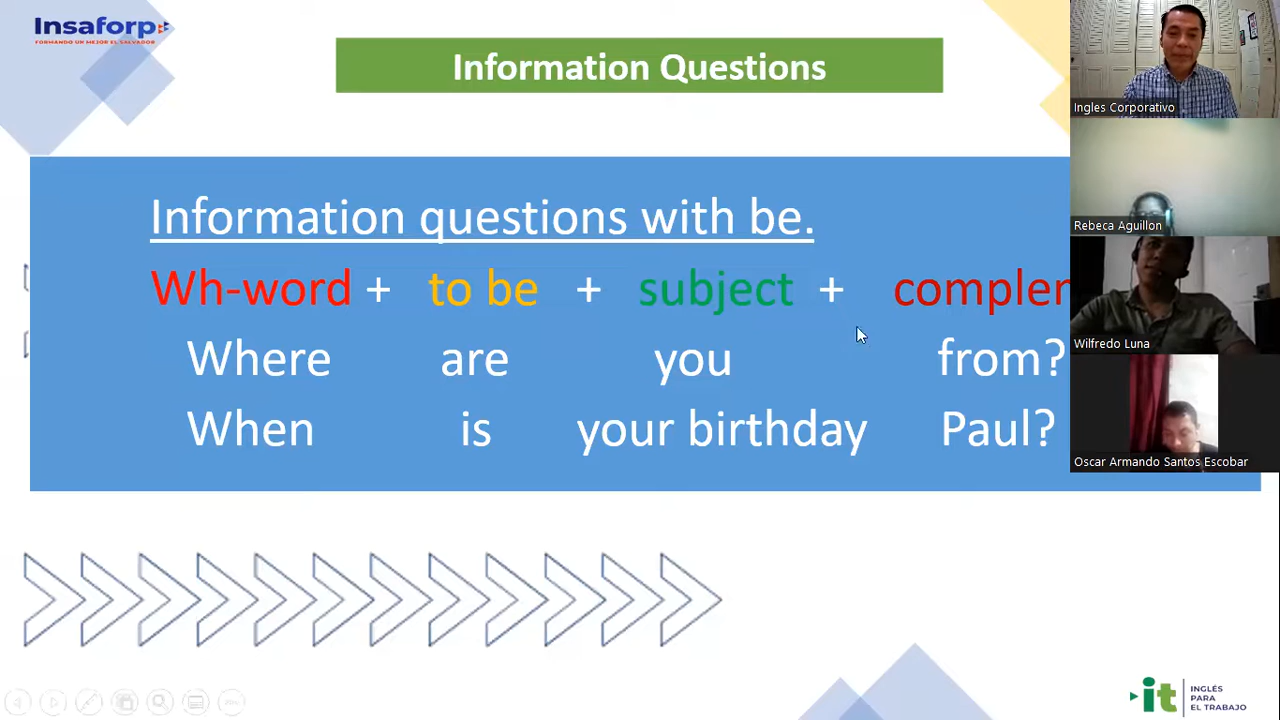 Insaforp
FORMANDO UN MEJOR EL SALVADOR
Information Questions
Information questions with be.
Wh-word + to be + subject + complem
Where are you from?
When is your birthday Paul?
Ingles Corporativo
Rebeca Aguillon
Wilfredo Luna
Oscar Armando Santos Escobar
it
INGLÉS
PARA
EL TRABAJO